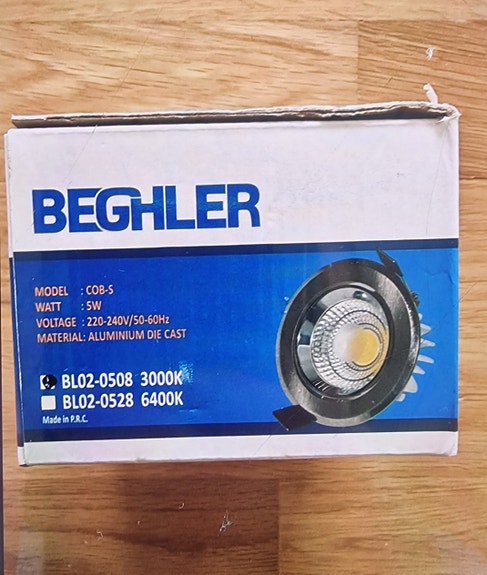 BEGHLER
MODEL : COB-S
WATT : 5W
VOLTAGE : 220-240V/50-60Hz
MATERIAL: ALUMINIUM DIE CAST
BL02-0508 3000K
BL02-0528 6400K
Made in P.R.C.